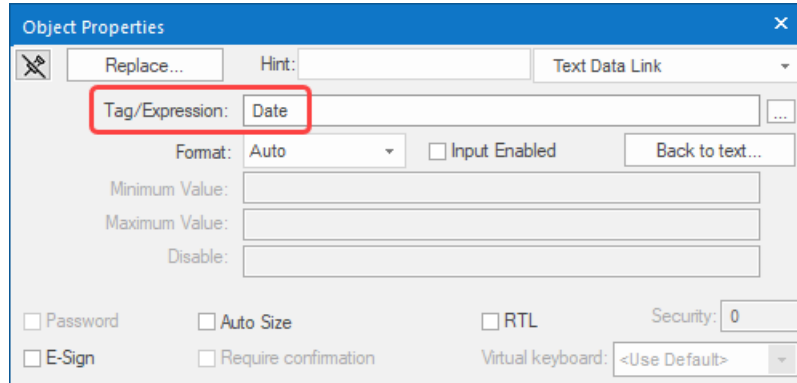 Object Properties
Replace... Hint: Text Data Link
Tag/Expression: Date ...
Format: Auto Input Enabled Back to text...
Minimum Value:
Maximum Value:
Disable:
Password Auto Size RTL Security: 0
E-Sign Require confirmation Virtual keyboard: <Use Default>